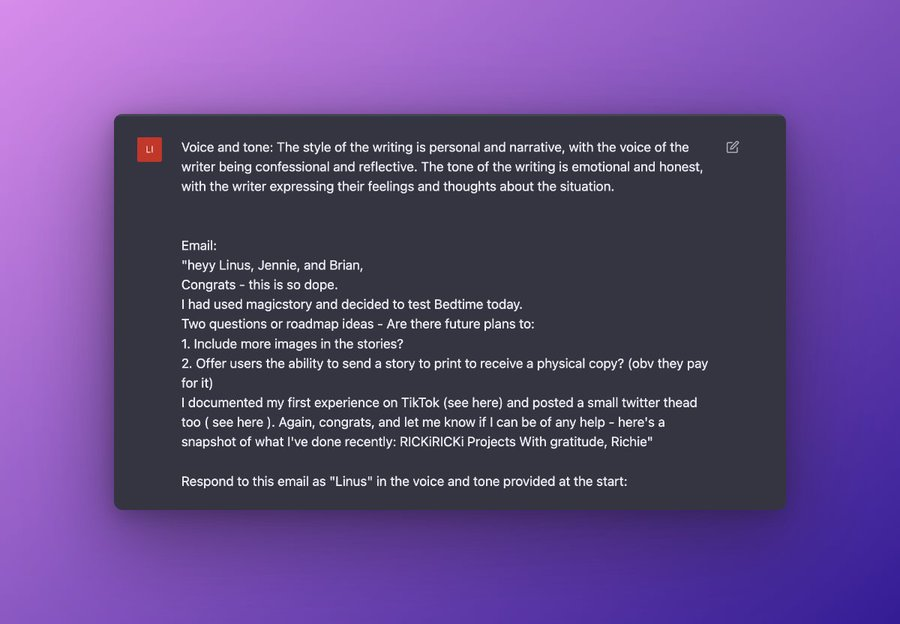 LI
Voice and tone: The style of the writing is personal and narrative, with the voice of the
writer being confessional and reflective. The tone of the writing is emotional and honest,
with the writer expressing their feelings and thoughts about the situation.
Email:
"heyy Linus, Jennie, and Brian,
Congrats - this is so dope.
I had used magicstory and decided to test Bedtime today.
Two questions or roadmap ideas - Are there future plans to:
1. Include more images in the stories?
2. Offer users the ability to send a story to print to receive a physical copy? (obv they pay
for it)
I documented my first experience on TikTok (see here) and posted a small twitter thead
too ( see here ). Again, congrats, and let me know if I can be of any help - here's a
snapshot of what I've done recently: RICKiRICKi Projects With gratitude, Richie"
Respond to this email as "Linus" in the voice and tone provided at the start: